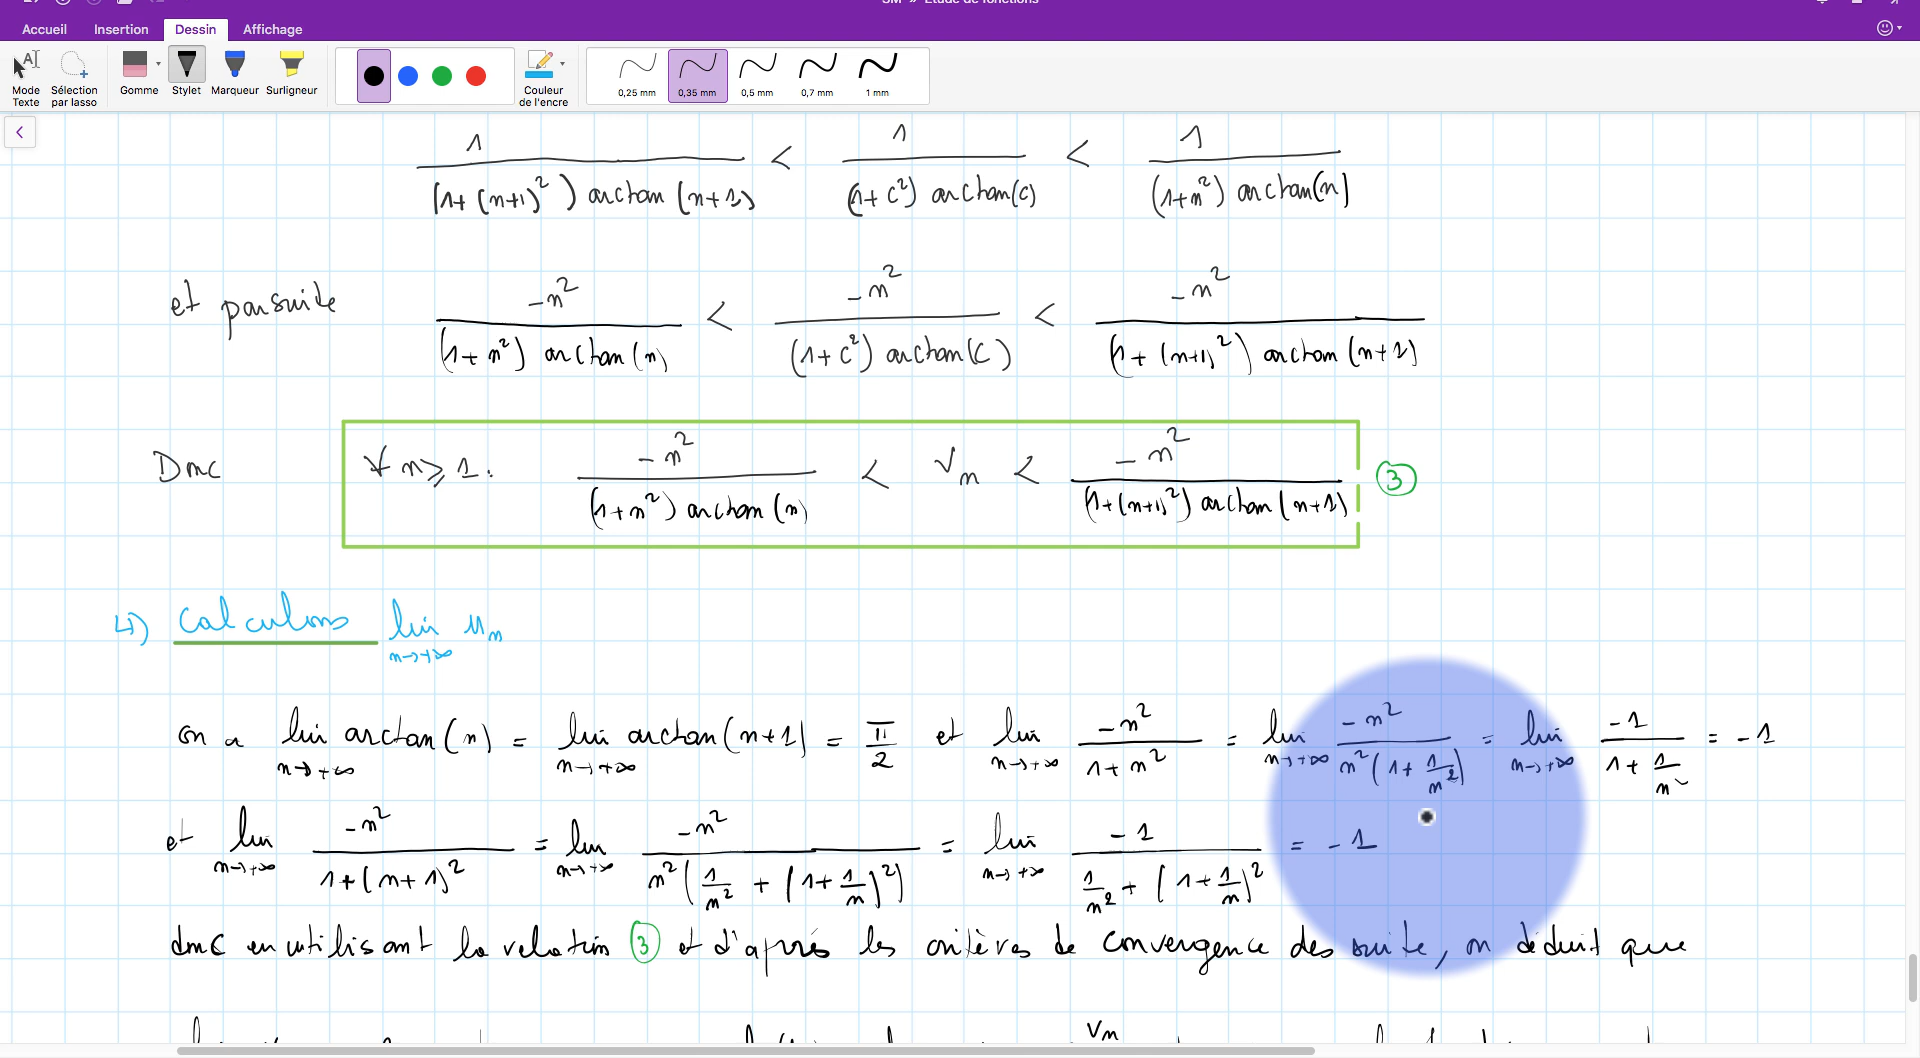 SM » Etude de fonctions
Accueil Insertion Dessin Affichage
Mode Texte Sélection par lasso Gomme Stylet Marqueur Surligneur Couleur de l'encre 0,25 mm 0,35 mm 0,5 mm 0,7 mm 1 mm
1/((1+(n+1)²) arctan(n+1)) < 1/((1+c²) arctan(c)) < 1/((1+n²) arctan(n))
et parsuite -n²/((1+n²) arctan(n)) < -n²/((1+c²) arctan(c)) < -n²/((1+(n+1)²) arctan(n+1))
Donc ∀ n ≥ 1 : -n²/((1+n²) arctan(n)) < Vn < -n²/((1+(n+1)²) arctan(n+1)) ③
4) Calculons lim n→+∞ Un
on a lim n→+∞ arctan(n) = lim n→+∞ arctan(n+1) = π/2 et lim n→+∞ -n²/(1+n²) = lim n→+∞ -n²/(n²(1+1/n²)) = lim n→+∞ -1/(1+1/n²) = -1
et lim n→+∞ -n²/(1+(n+1)²) = lim n→+∞ -n²/(n²(1/n² + (1+1/n)²)) = lim n→+∞ -1/(1/n² + (1+1/n)²) = -1
donc en utilisant la relation ③ et d'après les critères de convergence des suite, on déduit que
Vn